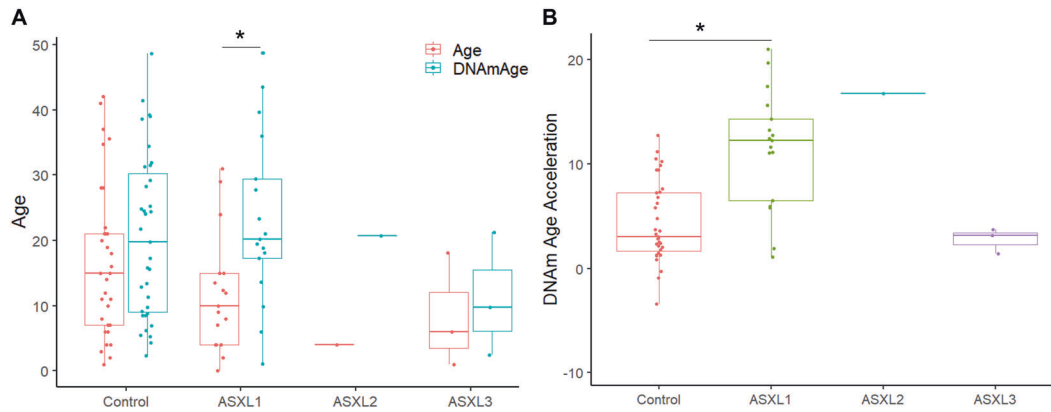 A
*
Age
DNAmAge
50
40
30
20
10
0
Age
Control
ASXL1
ASXL2
ASXL3
B
*
20
10
0
-10
DNAm Age Acceleration
Control
ASXL1
ASXL2
ASXL3